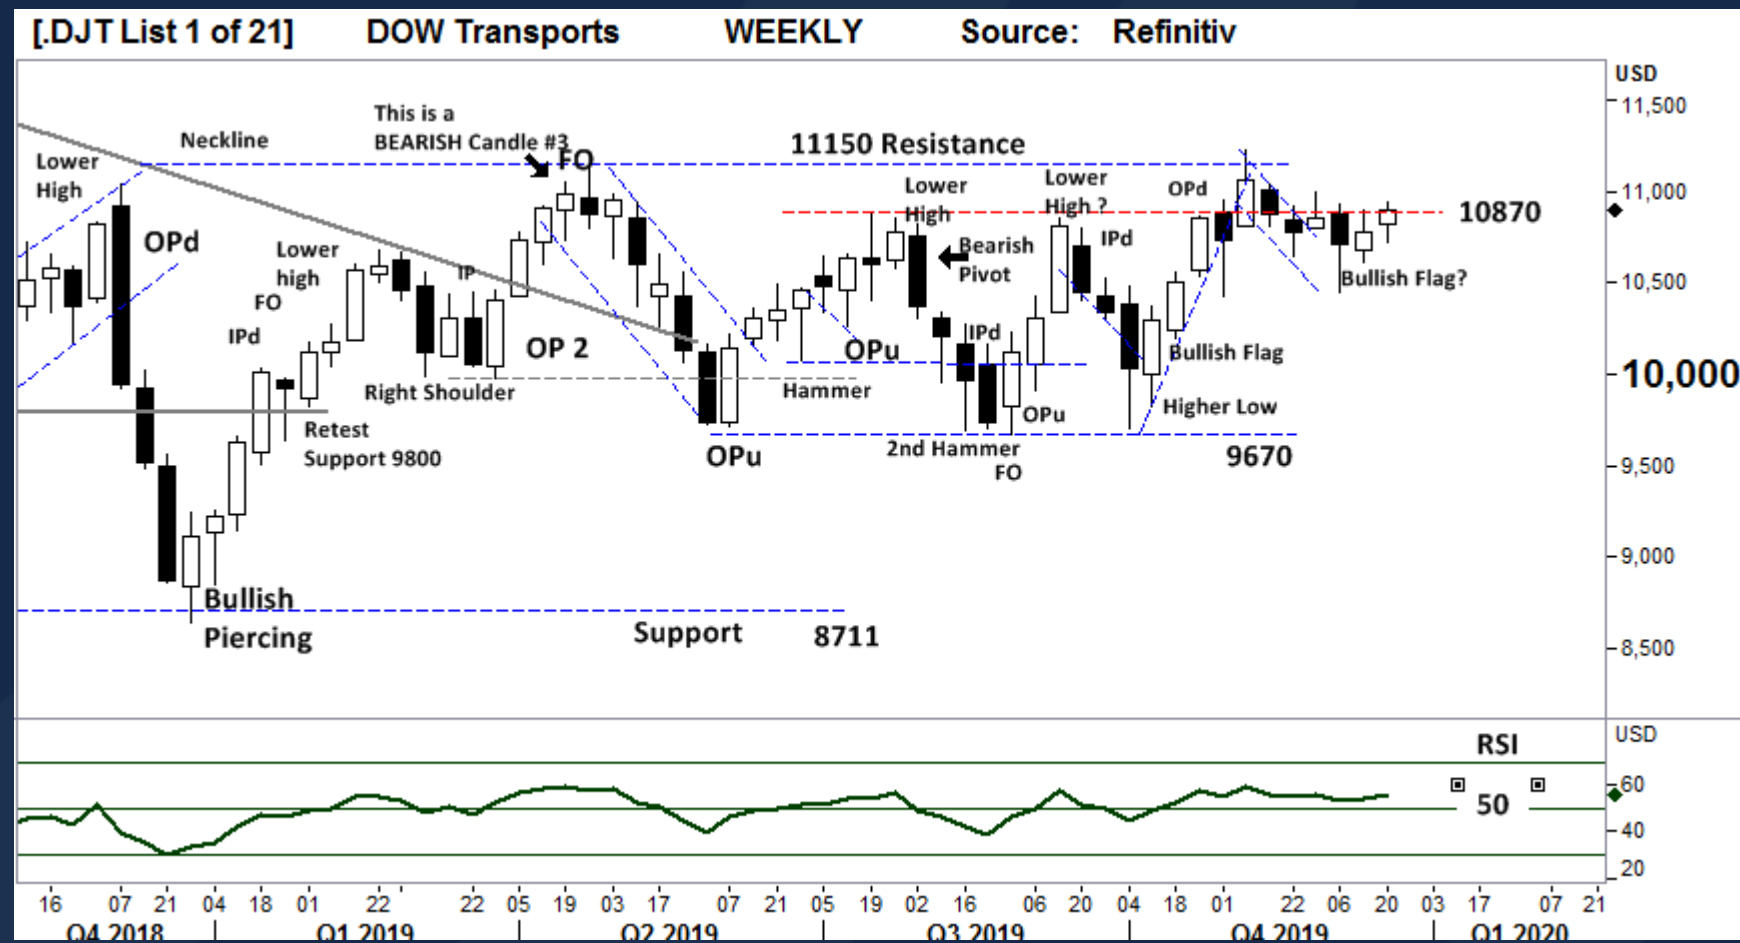 [.DJT List 1 of 21] DOW Transports WEEKLY Source: Refinitiv
USD
11,500
11,000
10,500
10,000
9,500
9,000
8,500
Lower
High
Neckline
This is a
BEARISH Candle #3
FO
11150 Resistance
OPd
Lower
high
FO
IPd
IP
OP 2
Right Shoulder
Retest
Support 9800
Bullish
Piercing
OPu
Support 8711
Lower
High
Bearish
Pivot
OPu
Hammer
IPd
2nd Hammer
FO
OPu
Lower
High ?
IPd
OPd
10870
Bullish Flag?
Bullish Flag
Higher Low
9670
USD
RSI
60
50
40
20
16 07 21 04 18 01 22 22 05 19 03 17 07 21 05 19 02 16 06 20 04 18 01 22 06 20 03 17 07 21
Q4 2018 Q1 2019 Q2 2019 Q3 2019 Q4 2019 Q1 2020